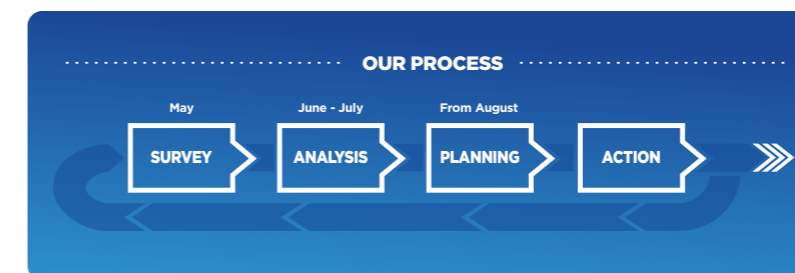 OUR PROCESS
May
June - July
From August
SURVEY
ANALYSIS
PLANNING
ACTION